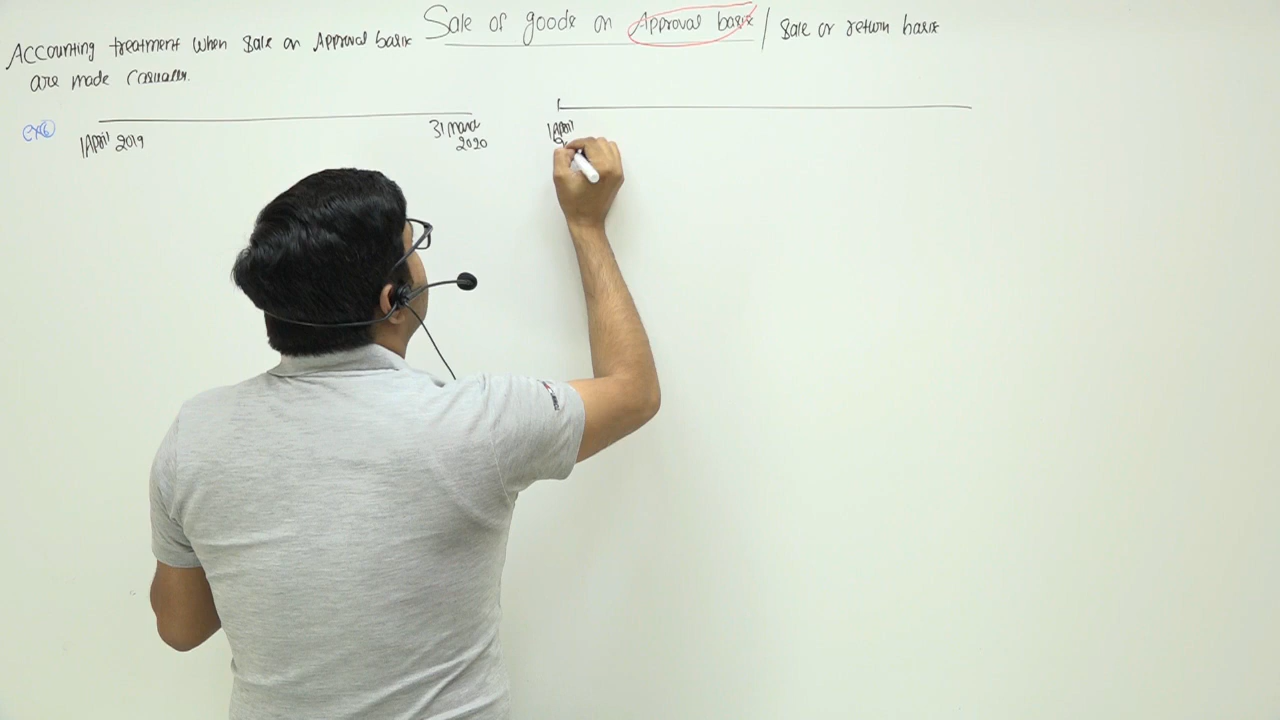 Sale of goods on Approval basis / Sale or return basis
Accounting treatment when sale on Approval basis
are made casually.
ex①
1 April 2019
31 March
2020
1 April